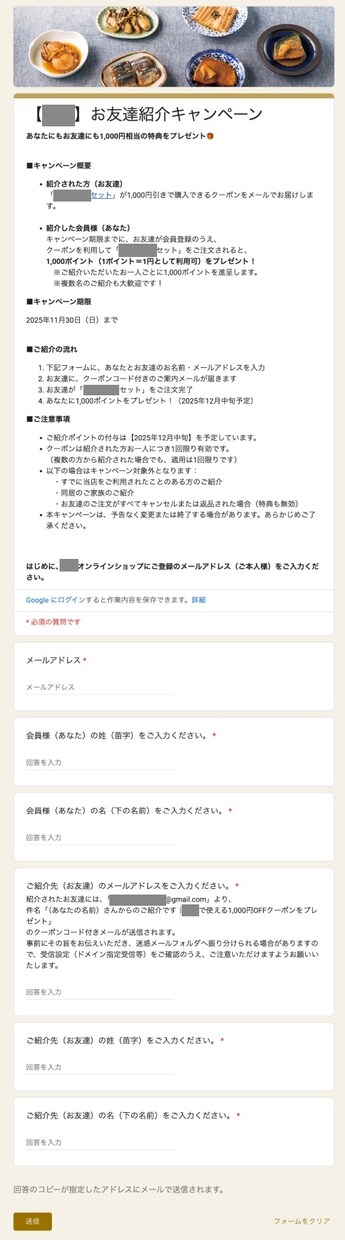 【 】お友達紹介キャンペーン
あなたにもお友達にも1,000円相当の特典をプレゼント🎁
■キャンペーン概要
• 紹介された方（お友達）
「 セット」が1,000円引きで購入できるクーポンをメールでお届けしま
す。
• 紹介した会員様（あなた）
キャンペーン期限までに、お友達が会員登録のうえ、
クーポンを利用して「 セット」をご注文されると、
1,000ポイント（1ポイント＝1円として利用可）をプレゼント！
※ご紹介いただいたお一人ごとに1,000ポイントを進呈します。
※複数名のご紹介も大歓迎です！
■キャンペーン期限
2025年11月30日（日）まで
■ご紹介の流れ
1. 下記フォームに、あなたとお友達のお名前・メールアドレスを入力
2. お友達に、クーポンコード付きのご案内メールが届きます
3. お友達が「 セット」をご注文完了
4. あなたに1,000ポイントをプレゼント！（2025年12月中旬予定）
■ご注意事項
• ご紹介ポイントの付与は【2025年12月中旬】を予定しています。
• クーポンは紹介された方お一人につき1回限り有効です。
（複数の方から紹介された場合でも、適用は1回限りです）
• 以下の場合はキャンペーン対象外となります：
・すでに当店をご利用されたことのある方のご紹介
・同居のご家族のご紹介
・お友達のご注文がすべてキャンセルまたは返品された場合（特典も無効）
• 本キャンペーンは、予告なく変更または終了する場合があります。あらかじめご了
承ください。
はじめに、 オンラインショップにご登録のメールアドレス（ご本人様）をご入力くだ
さい。
Google にログインすると作業内容を保存できます。詳細
* 必須の質問です
メールアドレス *
メールアドレス
会員様（あなた）の姓（苗字）をご入力ください。 *
回答を入力
会員様（あなた）の名（下の名前）をご入力ください。 *
回答を入力
ご紹介先（お友達）のメールアドレスをご入力ください。 *
紹介されたお友達には、「 @gmail.com」より、
件名「（あなたの名前）さんからのご紹介です｜ で使える1,000円OFFクーポンをプレ
ゼント」
のクーポンコード付きメールが送信されます。
事前にその旨をお伝えいただき、迷惑メールフォルダへ振り分けられる場合がありますの
で、受信設定（ドメイン指定受信等）をご確認のうえ、ご注意いただけますようお願いい
たします。
回答を入力
ご紹介先（お友達）の姓（苗字）をご入力ください。 *
回答を入力
ご紹介先（お友達）の名（下の名前）をご入力ください。 *
回答を入力
回答のコピーが指定したアドレスにメールで送信されます。
送信
フォームをクリア